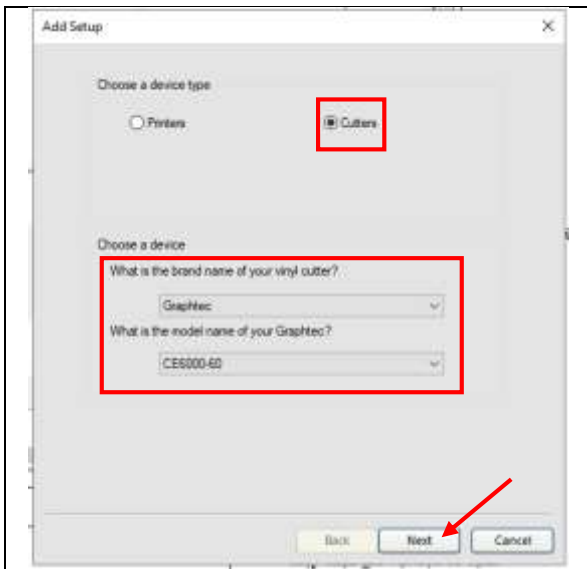 Add Setup
Choose a device type
Printers
Cutters
Choose a device
What is the brand name of your vinyl cutter?
Graphtec
What is the model name of your Graphtec?
CE6000-60
Back
Next
Cancel